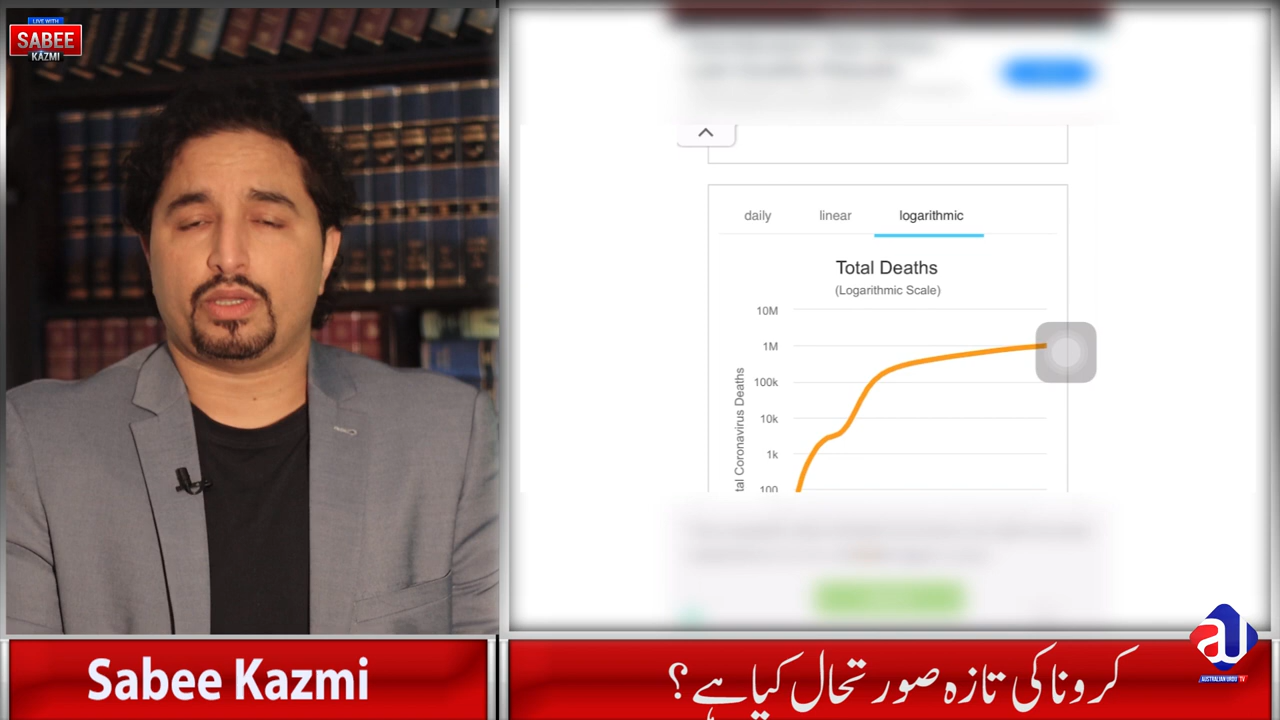 LIVE WITH
SABEE
KAZMI
daily linear logarithmic
Total Deaths
(Logarithmic Scale)
10M
1M
100k
10k
1k
100
tal Coronavirus Deaths
Sabee Kazmi
کرونا کی تازہ صورتحال کیا ہے؟
AUSTRALIAN URDU TV